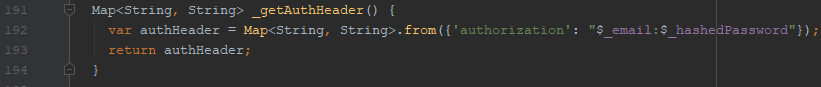 191 Map<String, String> _getAuthHeader() {
192 var authHeader = Map<String, String>.from({'authorization': "$_email:$_hashedPassword"});
193 return authHeader;
194 }